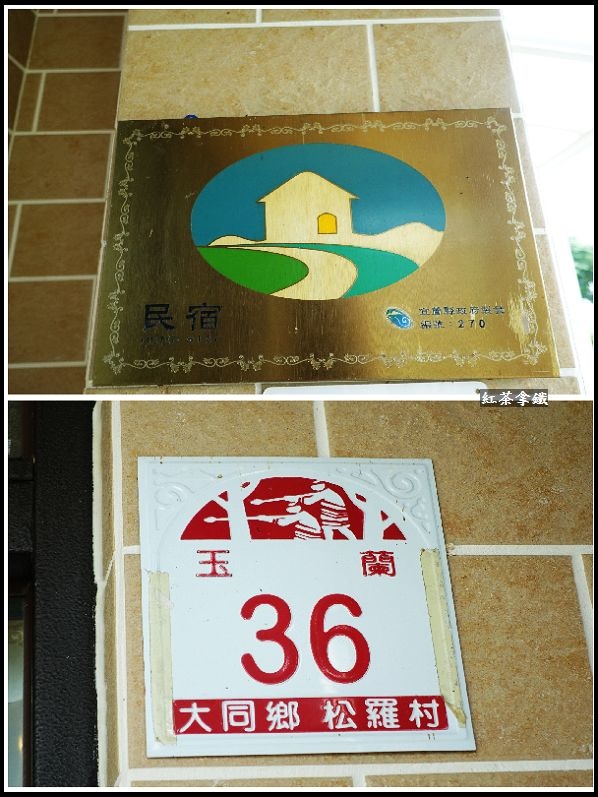 民宿
宜蘭縣政府製發
編號：270
紅茶拿鐵
玉 蘭
36
大同鄉 松羅村